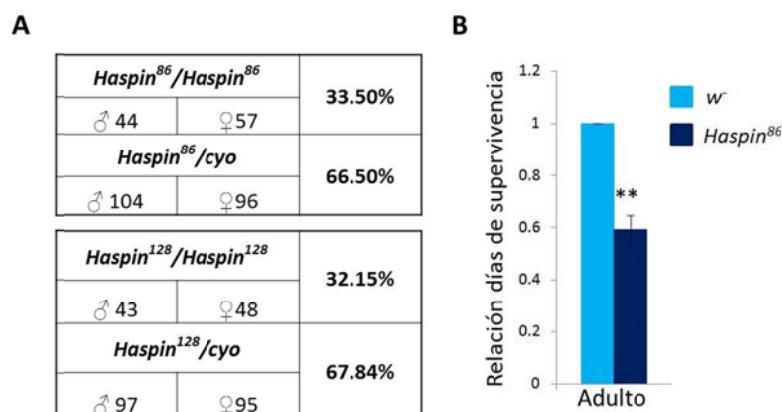 A
Haspin⁸⁶/Haspin⁸⁶
33.50%
♂ 44 ♀57
Haspin⁸⁶/cyo
66.50%
♂ 104 ♀96
Haspin¹²⁸/Haspin¹²⁸
32.15%
♂ 43 ♀48
Haspin¹²⁸/cyo
67.84%
♂ 97 ♀95
B
Relación días de supervivencia
1.2
1
0.8
0.6
0.4
0.2
0
**
Adulto
w⁻
Haspin⁸⁶